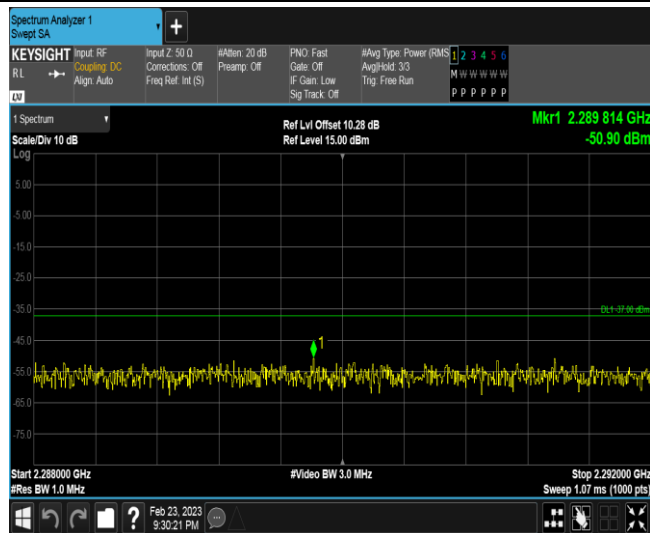 Spectrum Analyzer 1
Swept SA
+
KEYSIGHT
RL
LXI
Input: RF
Coupling: DC
Align: Auto
Input Z: 50 Ω
Corrections: Off
Freq Ref: Int (S)
#Atten: 20 dB
Preamp: Off
PNO: Fast
Gate: Off
IF Gain: Low
Sig Track: Off
#Avg Type: Power (RMS
Avg|Hold: 3/3
Trig: Free Run
1 2 3 4 5 6
M W W W W W
P P P P P P
1 Spectrum
Scale/Div 10 dB
Log
Ref Lvl Offset 10.28 dB
Ref Level 15.00 dBm
Mkr1 2.289 814 GHz
-50.90 dBm
5.00
-5.00
-15.0
-25.0
-35.0
DL1 -37.00 dBm
-45.0
1
-55.0
-65.0
-75.0
Start 2.288000 GHz
#Res BW 1.0 MHz
#Video BW 3.0 MHz
Stop 2.292000 GHz
Sweep 1.07 ms (1000 pts)
?
Feb 23, 2023
9:30:21 PM